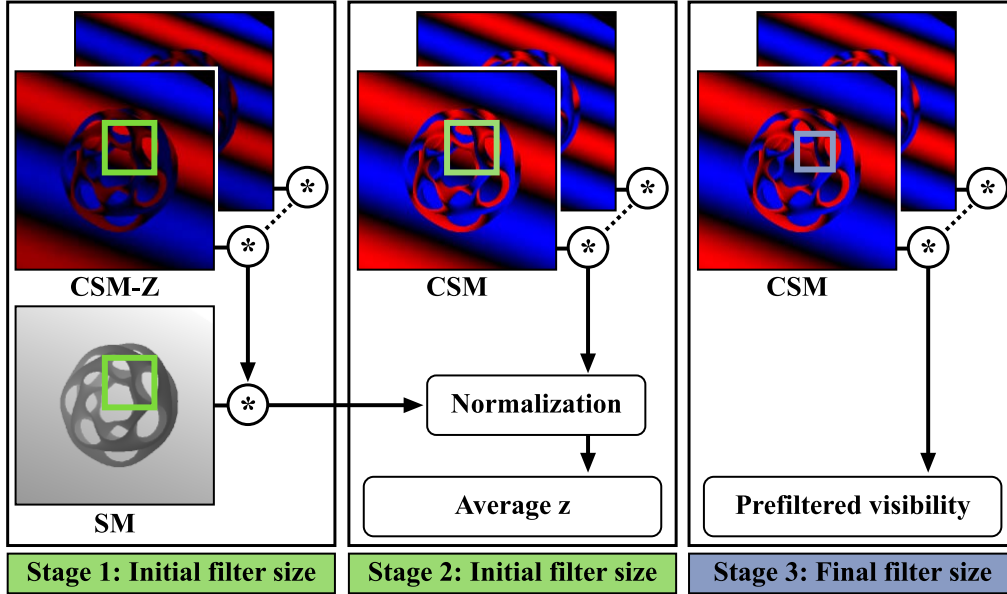 *
*
CSM-Z
*
SM
Stage 1: Initial filter size
*
*
CSM
Normalization
Average z
Stage 2: Initial filter size
*
*
CSM
Prefiltered visibility
Stage 3: Final filter size